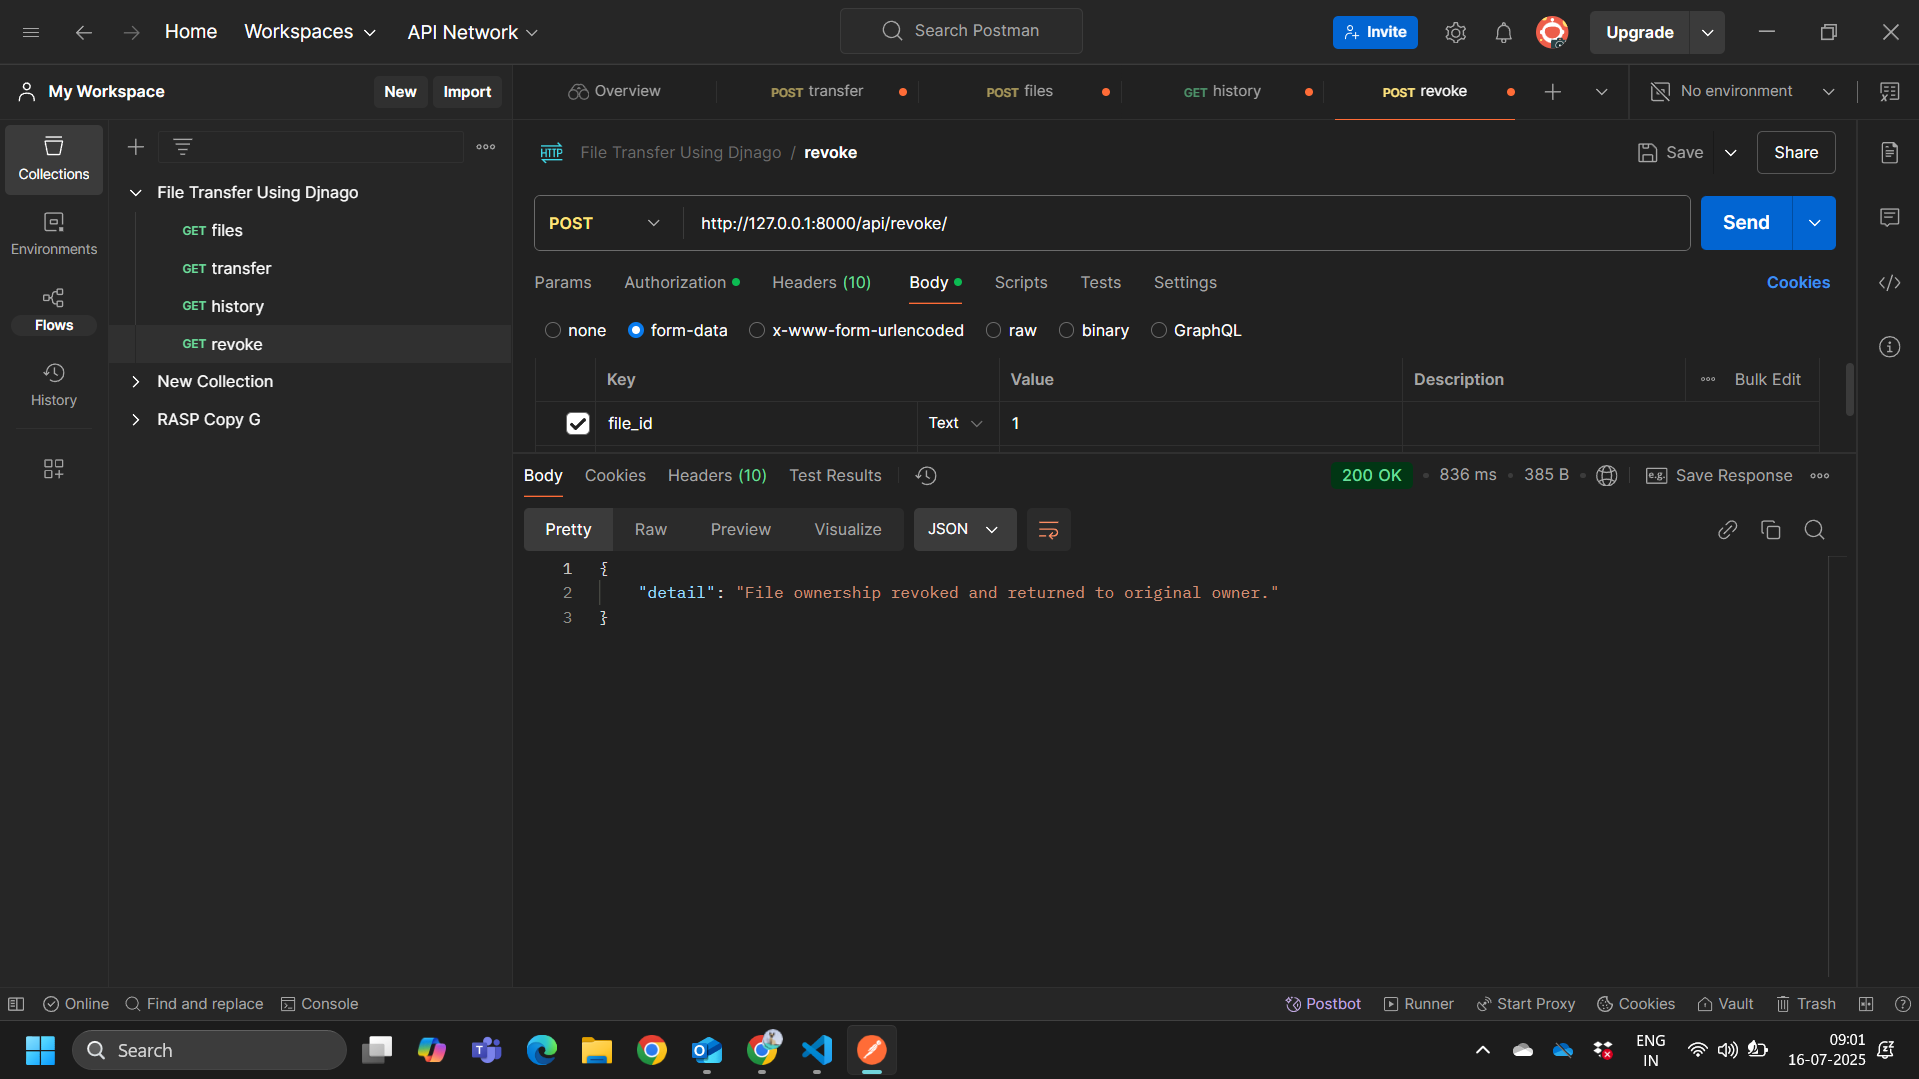 Home
Workspaces
API Network
Search Postman
Invite
Upgrade
My Workspace
New
Import
Overview
POST transfer
POST files
GET history
POST revoke
No environment
Collections
Environments
Flows
History
File Transfer Using Djnago
GET files
GET transfer
GET history
GET revoke
New Collection
RASP Copy G
HTTP
File Transfer Using Djnago / revoke
Save
Share
POST
http://127.0.0.1:8000/api/revoke/
Send
Params
Authorization
Headers (10)
Body
Scripts
Tests
Settings
Cookies
none
form-data
x-www-form-urlencoded
raw
binary
GraphQL
Key
Value
Description
Bulk Edit
file_id
Text
1
Body
Cookies
Headers (10)
Test Results
200 OK
836 ms
385 B
e.g.
Save Response
Pretty
Raw
Preview
Visualize
JSON
1 {
2 "detail": "File ownership revoked and returned to original owner."
3 }
Online
Find and replace
Console
Postbot
Runner
Start Proxy
Cookies
Vault
Trash
Search
ENG
IN
09:01
16-07-2025